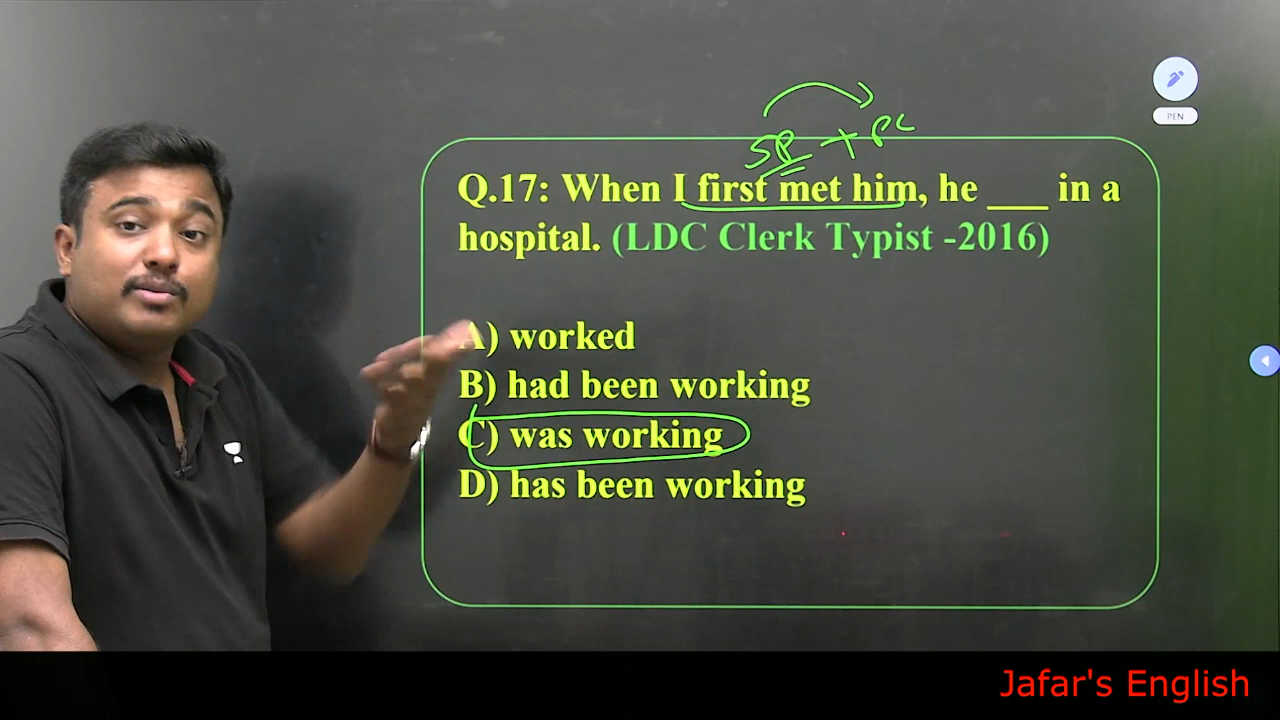 PEN
SP + PC
Q.17: When I first met him, he ___ in a
hospital. (LDC Clerk Typist -2016)
A) worked
B) had been working
C) was working
D) has been working
Jafar's English